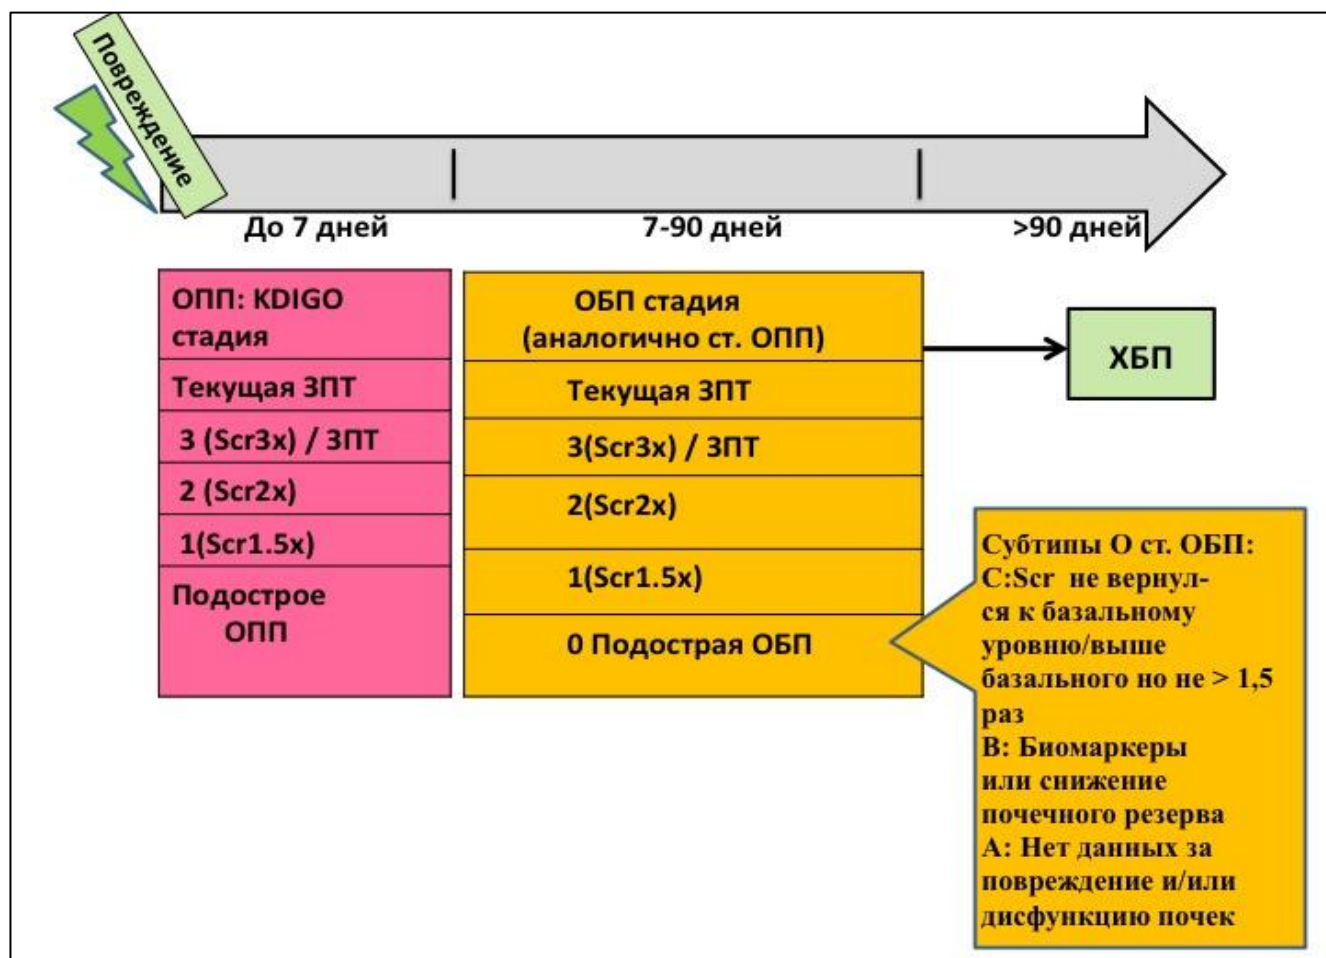 Повреждение
До 7 дней
7-90 дней
>90 дней
ОПП: KDIGO
стадия
Текущая ЗПТ
3 (Scr3x) / ЗПТ
2 (Scr2x)
1(Scr1.5x)
Подострое
ОПП
ОБП стадия
(аналогично ст. ОПП)
Текущая ЗПТ
3(Scr3x) / ЗПТ
2(Scr2x)
1(Scr1.5x)
0 Подострая ОБП
ХБП
Субтипы О ст. ОБП:
С:Scr не вернул-
ся к базальному
уровню/выше
базального но не > 1,5
раз
В: Биомаркеры
или снижение
почечного резерва
А: Нет данных за
повреждение и/или
дисфункцию почек